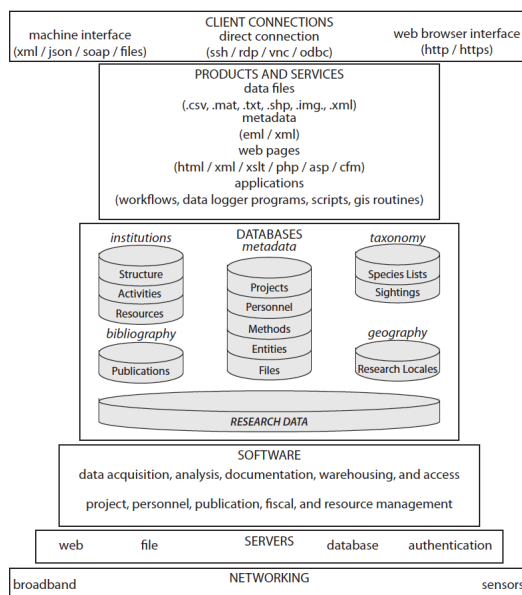 CLIENT CONNECTIONS
machine interface
(xml / json / soap / files)
direct connection
(ssh / rdp / vnc / odbc)
web browser interface
(http / https)
PRODUCTS AND SERVICES
data files
(.csv, .mat, .txt, .shp, .img., .xml)
metadata
(eml / xml)
web pages
(html / xml / xslt / php / asp / cfm)
applications
(workflows, data logger programs, scripts, gis routines)
DATABASES
institutions
Structure
Activities
Resources
bibliography
Publications
metadata
Projects
Personnel
Methods
Entities
Files
taxonomy
Species Lists
Sightings
geography
Research Locales
RESEARCH DATA
SOFTWARE
data acquisition, analysis, documentation, warehousing, and access
project, personnel, publication, fiscal, and resource management
SERVERS
web file database authentication
NETWORKING
broadband sensors